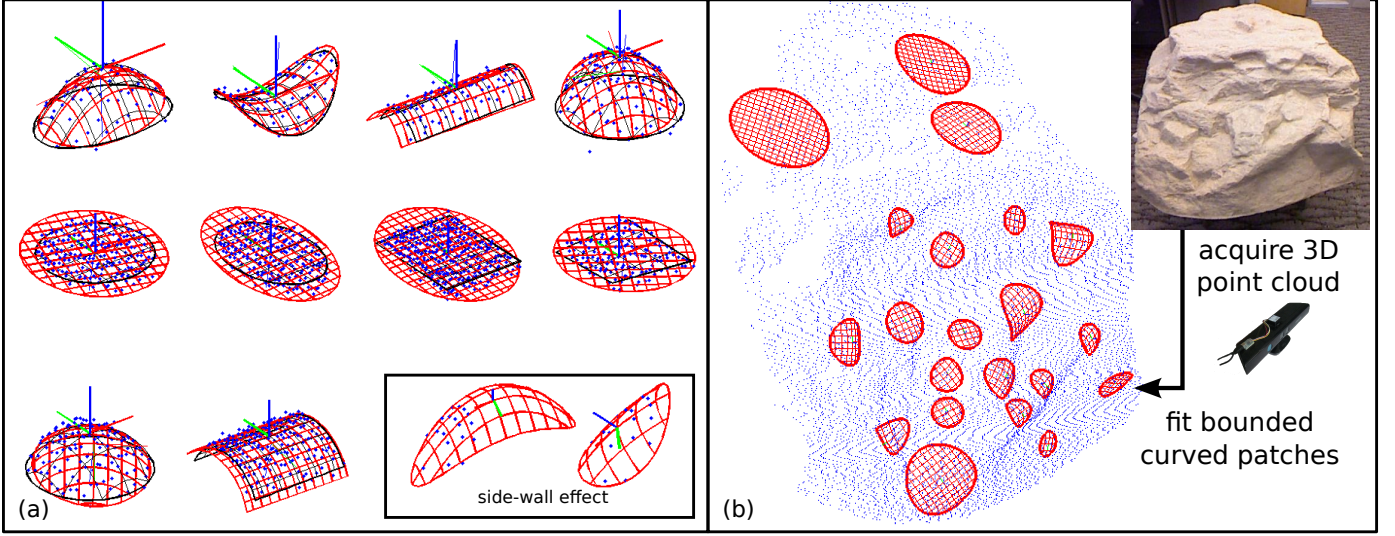 side-wall effect
(a)
acquire 3D
point cloud
fit bounded
curved patches
(b)